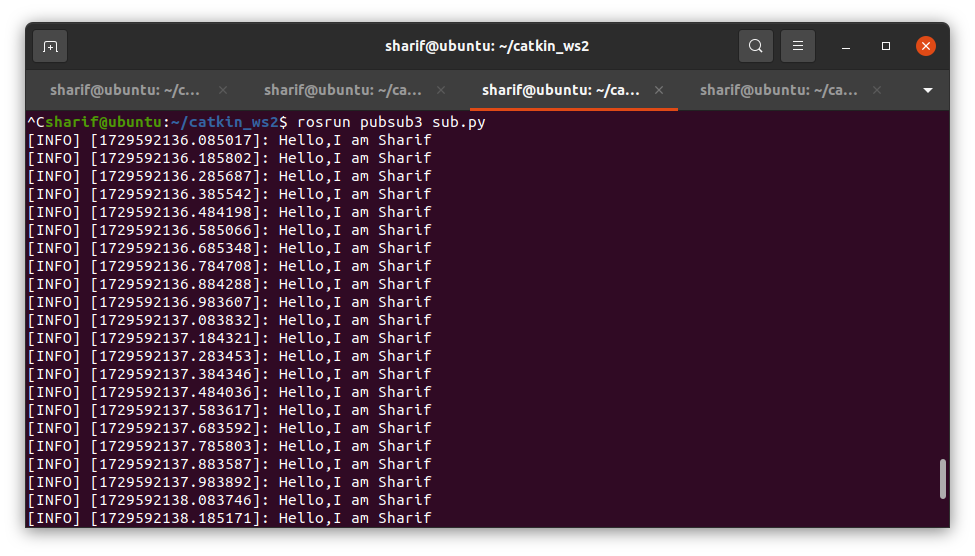 sharif@ubuntu: ~/catkin_ws2
sharif@ubuntu: ~/c...
sharif@ubuntu: ~/ca...
sharif@ubuntu: ~/ca...
sharif@ubuntu: ~/ca...
^Csharif@ubuntu:~/catkin_ws2$ rosrun pubsub3 sub.py
[INFO] [1729592136.085017]: Hello,I am Sharif
[INFO] [1729592136.185802]: Hello,I am Sharif
[INFO] [1729592136.285687]: Hello,I am Sharif
[INFO] [1729592136.385542]: Hello,I am Sharif
[INFO] [1729592136.484198]: Hello,I am Sharif
[INFO] [1729592136.585066]: Hello,I am Sharif
[INFO] [1729592136.685348]: Hello,I am Sharif
[INFO] [1729592136.784708]: Hello,I am Sharif
[INFO] [1729592136.884288]: Hello,I am Sharif
[INFO] [1729592136.983607]: Hello,I am Sharif
[INFO] [1729592137.083832]: Hello,I am Sharif
[INFO] [1729592137.184321]: Hello,I am Sharif
[INFO] [1729592137.283453]: Hello,I am Sharif
[INFO] [1729592137.384346]: Hello,I am Sharif
[INFO] [1729592137.484036]: Hello,I am Sharif
[INFO] [1729592137.583617]: Hello,I am Sharif
[INFO] [1729592137.683592]: Hello,I am Sharif
[INFO] [1729592137.785803]: Hello,I am Sharif
[INFO] [1729592137.883587]: Hello,I am Sharif
[INFO] [1729592137.983892]: Hello,I am Sharif
[INFO] [1729592138.083746]: Hello,I am Sharif
[INFO] [1729592138.185171]: Hello,I am Sharif